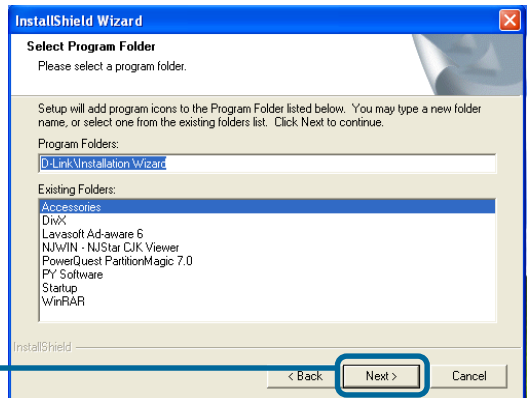 InstallShield Wizard
Select Program Folder
Please select a program folder.
Setup will add program icons to the Program Folder listed below. You may type a new folder
name, or select one from the existing folders list. Click Next to continue.
Program Folders:
D-Link\Installation Wizard
Existing Folders:
Accessories
DivX
Lavasoft Ad-aware 6
NJWIN - NJStar CJK Viewer
PowerQuest PartitionMagic 7.0
PY Software
Startup
WinRAR
InstallShield
< Back
Next >
Cancel